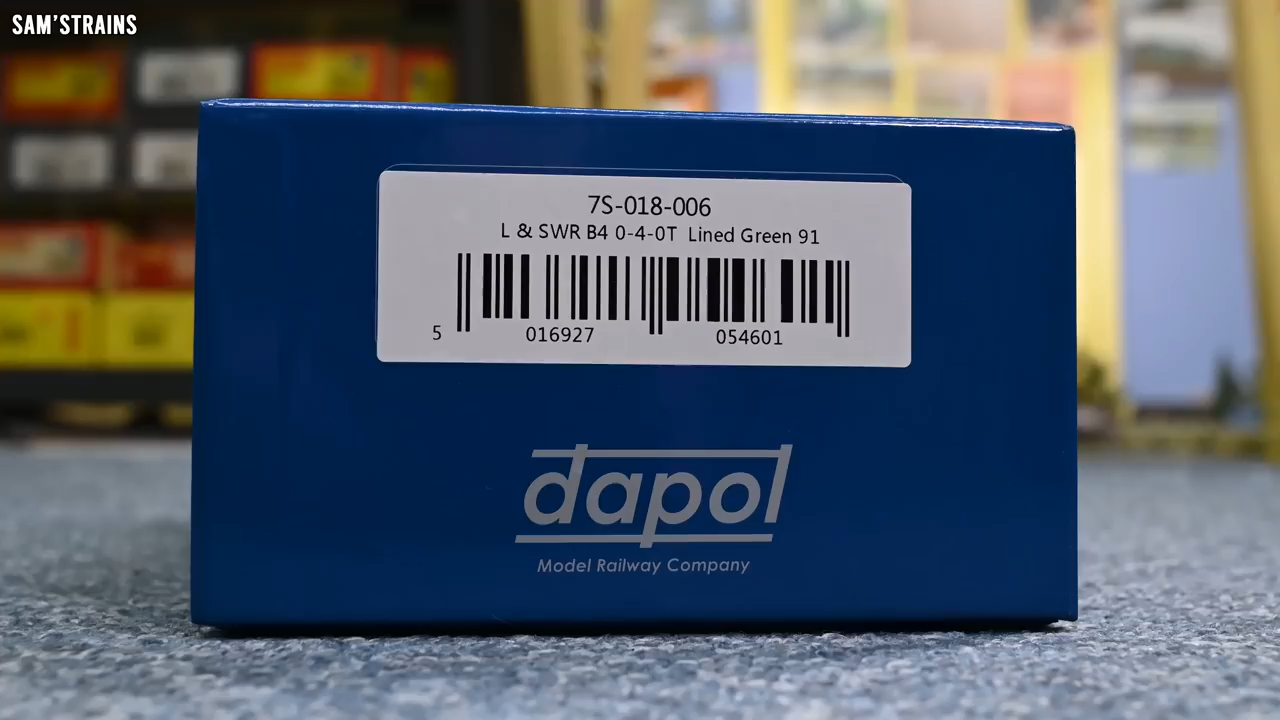 SAM'STRAINS
7S-018-006
L & SWR B4 0-4-0T Lined Green 91
5 016927 054601
dapol
Model Railway Company